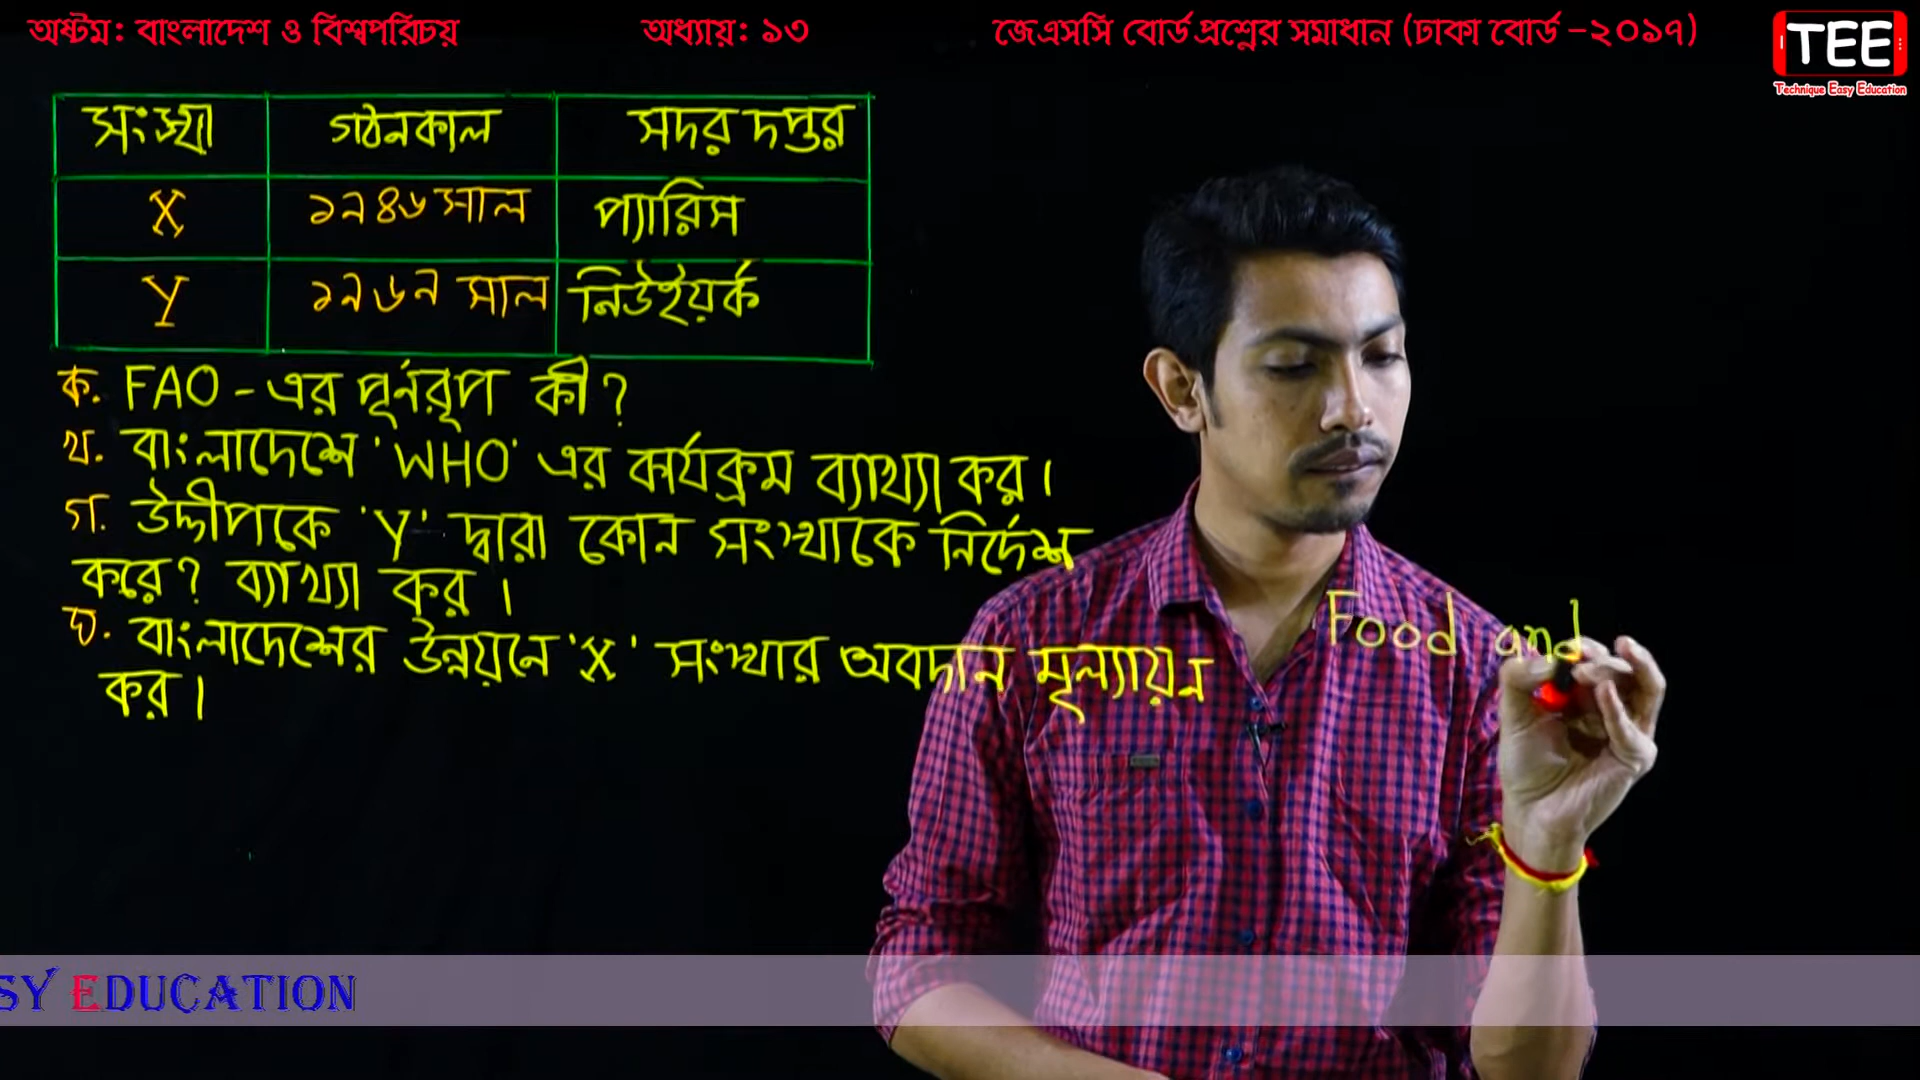 অষ্টম: বাংলাদেশ ও বিশ্বপরিচয় অধ্যায়: ১৩ জেএসসি বোর্ড প্রশ্নের সমাধান (ঢাকা বোর্ড -২০১৭)
TEE
Technique Easy Education
সংস্থা গঠনকাল সদর দপ্তর
X ১৯৪৬ সাল প্যারিস
Y ১৯৬৯ সাল নিউইয়র্ক
ক. FAO - এর পূর্নরূপ কী?
খ. বাংলাদেশে 'WHO' এর কার্যক্রম ব্যাখ্যা কর।
গ. উদ্দীপকে 'Y' দ্বারা কোন সংস্থাকে নির্দেশ
করে? ব্যাখ্যা কর।
ঘ. বাংলাদেশের উন্নয়নে 'X' সংস্থার অবদান মূল্যায়ন
কর।
Food and
SY EDUCATION